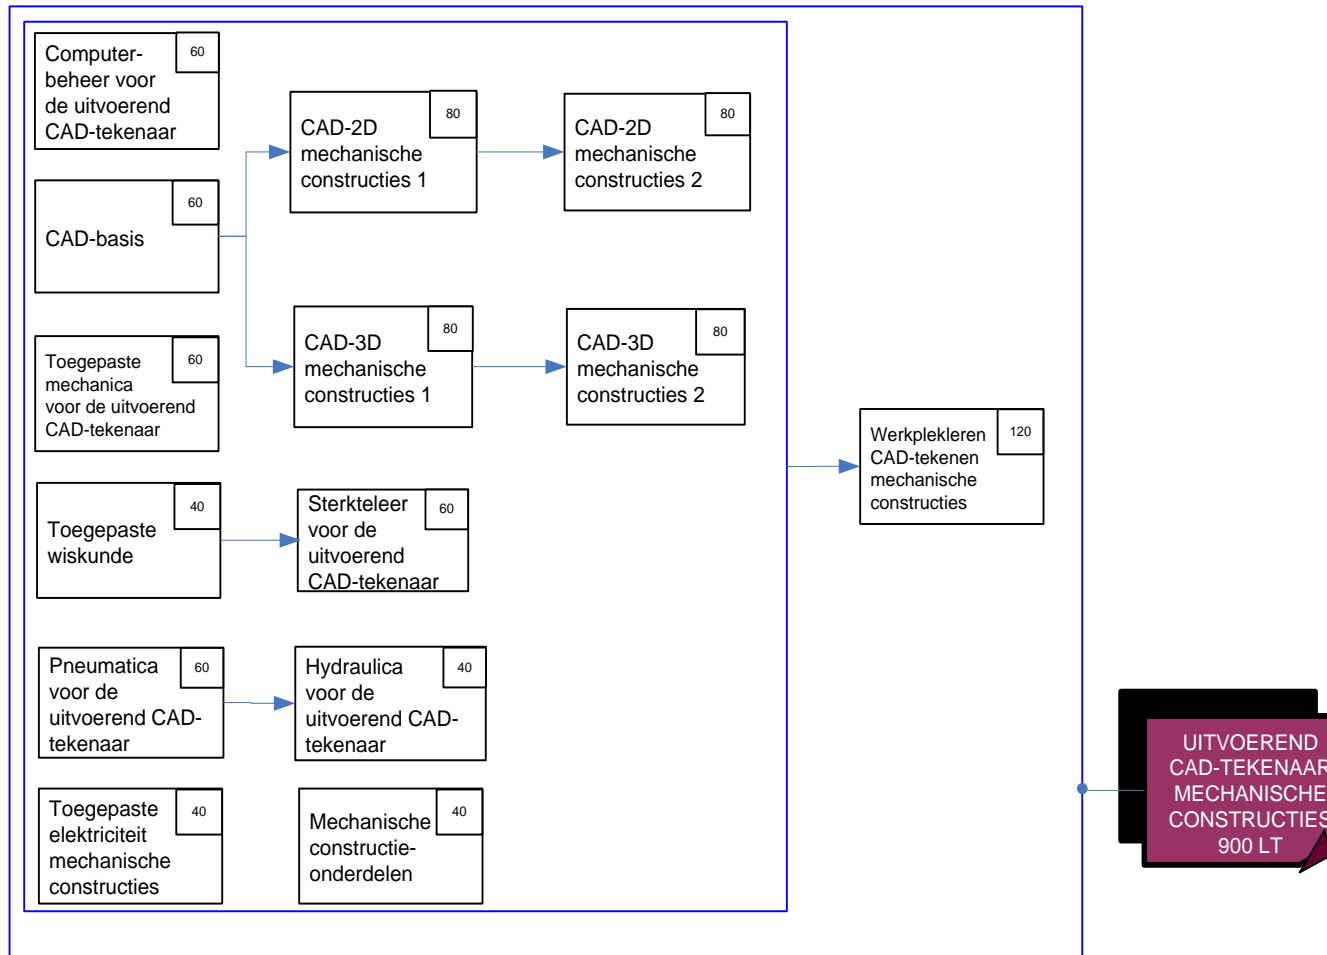 Computer-
beheer voor
de uitvoerend
CAD-tekenaar
60
CAD-basis
60
CAD-2D
mechanische
constructies 1
80
CAD-2D
mechanische
constructies 2
80
Toegepaste
mechanica
voor de uitvoerend
CAD-tekenaar
60
CAD-3D
mechanische
constructies 1
80
CAD-3D
mechanische
constructies 2
80
Toegepaste
wiskunde
40
Sterkteleer
voor de
uitvoerend
CAD-tekenaar
60
Werkplekleren
CAD-tekenen
mechanische
constructies
120
Pneumatica
voor de
uitvoerend CAD-
tekenaar
60
Hydraulica
voor de
uitvoerend CAD-
tekenaar
40
Toegepaste
elektriciteit
mechanische
constructies
40
Mechanische
constructie-
onderdelen
40
UITVOEREND
CAD-TEKENAAR
MECHANISCHE
CONSTRUCTIES
900 LT